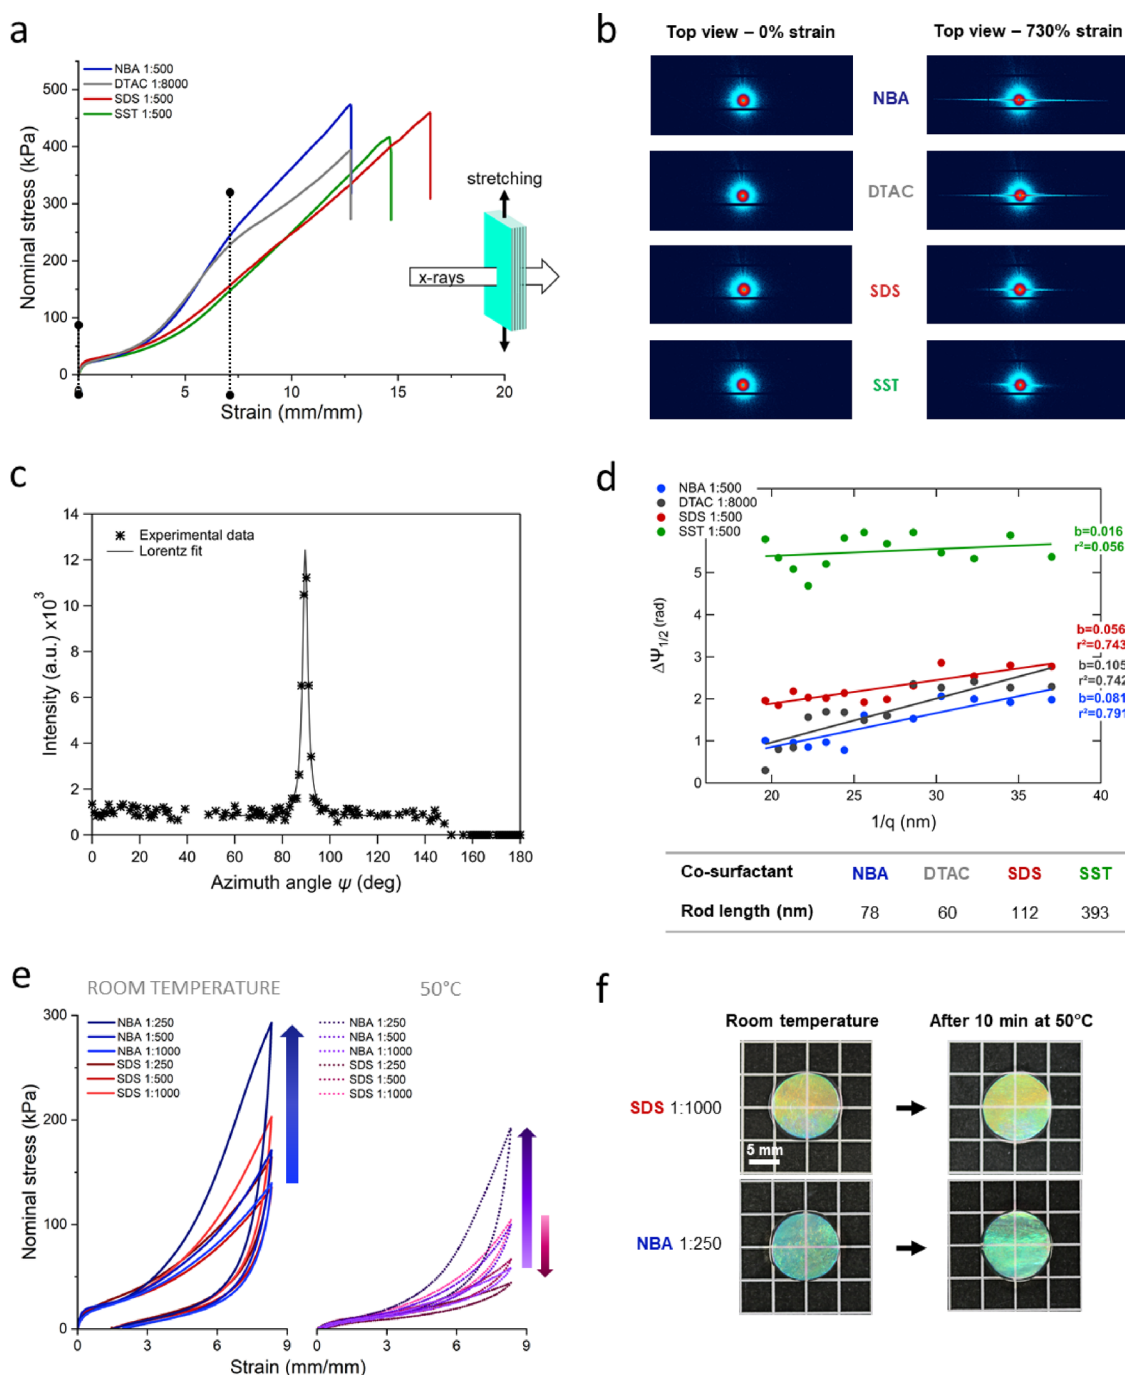 a
NBA 1:500
DTAC 1:8000
SDS 1:500
SST 1:500
500
400
300
200
100
0
Nominal stress (kPa)
5
10
15
20
Strain (mm/mm)
stretching
x-rays
b
Top view – 0% strain
Top view – 730% strain
NBA
DTAC
SDS
SST
c
14
12
10
8
6
4
2
0
Intensity (a.u.) x10³
Experimental data
Lorentz fit
0 20 40 60 80 100 120 140 160 180
Azimuth angle ψ (deg)
d
NBA 1:500
DTAC 1:8000
SDS 1:500
SST 1:500
5
4
3
2
1
0
ΔΨ1/2 (rad)
b=0.016
r²=0.056
b=0.056
r²=0.743
b=0.105
r²=0.742
b=0.081
r²=0.791
20 25 30 35 40
1/q (nm)
Co-surfactant NBA DTAC SDS SST
Rod length (nm) 78 60 112 393
e
ROOM TEMPERATURE
50°C
300
200
100
0
Nominal stress (kPa)
NBA 1:250
NBA 1:500
NBA 1:1000
SDS 1:250
SDS 1:500
SDS 1:1000
NBA 1:250
NBA 1:500
NBA 1:1000
SDS 1:250
SDS 1:500
SDS 1:1000
0 3 6 9
0 3 6 9
Strain (mm/mm)
f
Room temperature
After 10 min at 50°C
SDS 1:1000
5 mm
NBA 1:250